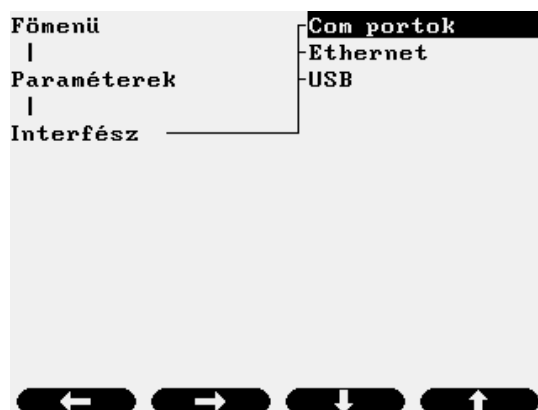 Fömenü
Com portok
Ethernet
Paraméterek
USB
Interfész